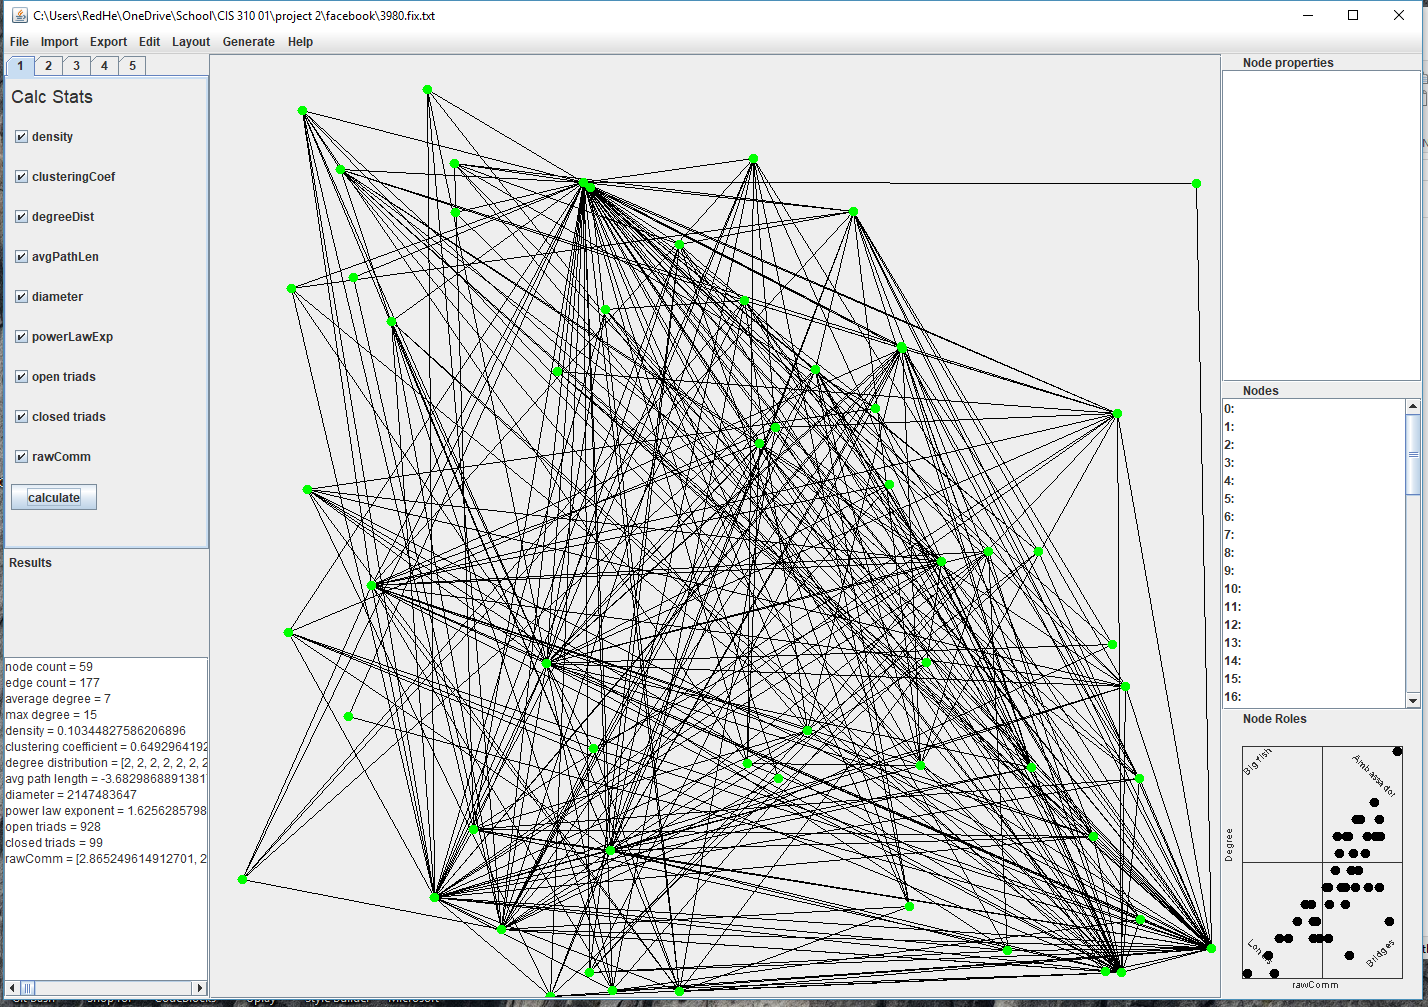 C:\Users\RedHe\OneDrive\School\CIS 310 01\project 2\facebook\3980.fix.txt
File Import Export Edit Layout Generate Help
1 2 3 4 5
Calc Stats
density
clusteringCoef
degreeDist
avgPathLen
diameter
powerLawExp
open triads
closed triads
rawComm
calculate
Results
node count = 59
edge count = 177
average degree = 7
max degree = 15
density = 0.10344827586206896
clustering coefficient = 0.6492964192
degree distribution = [2, 2, 2, 2, 2, 2, 2
avg path length = -3.6829868891381
diameter = 2147483647
power law exponent = 1.6256285798
open triads = 928
closed triads = 99
rawComm = [2.865249614912701, 2
Node properties
Nodes
0:
1:
2:
3:
4:
5:
6:
7:
8:
9:
10:
11:
12:
13:
14:
15:
16:
Node Roles
Big fish
Ambassador
Degree
Bridges
rawComm